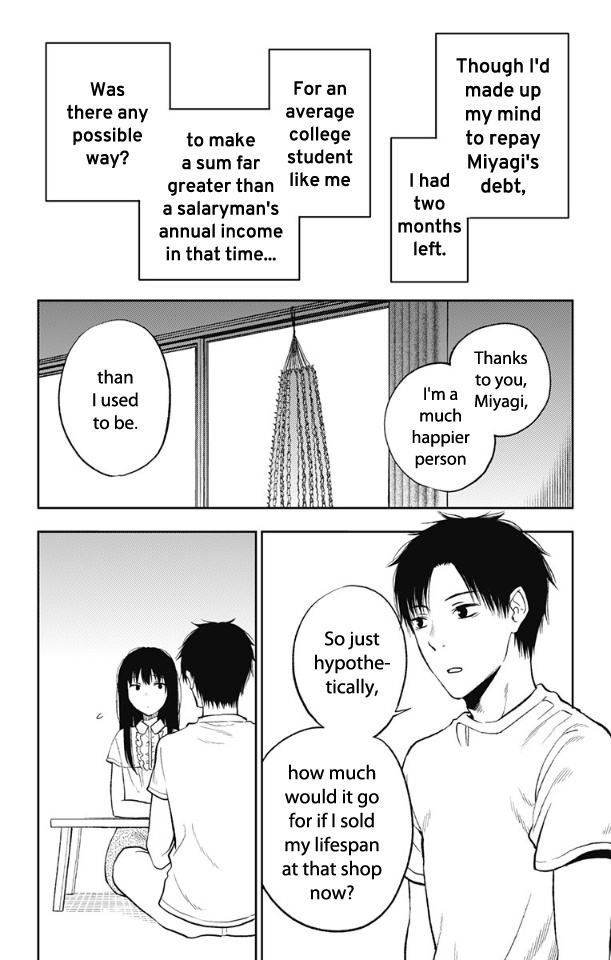 Though I'd
made up
my mind
to repay
Miyagi's
debt,
I had
two
months
left.
For an
average
college
student
like me
to make
a sum far
greater than
a salaryman's
annual income
in that time...
Was
there any
possible
way?
Thanks
to you,
Miyagi,
I'm a
much
happier
person
than
I used
to be.
So just
hypothe-
tically,
how much
would it go
for if I sold
my lifespan
at that shop
now?